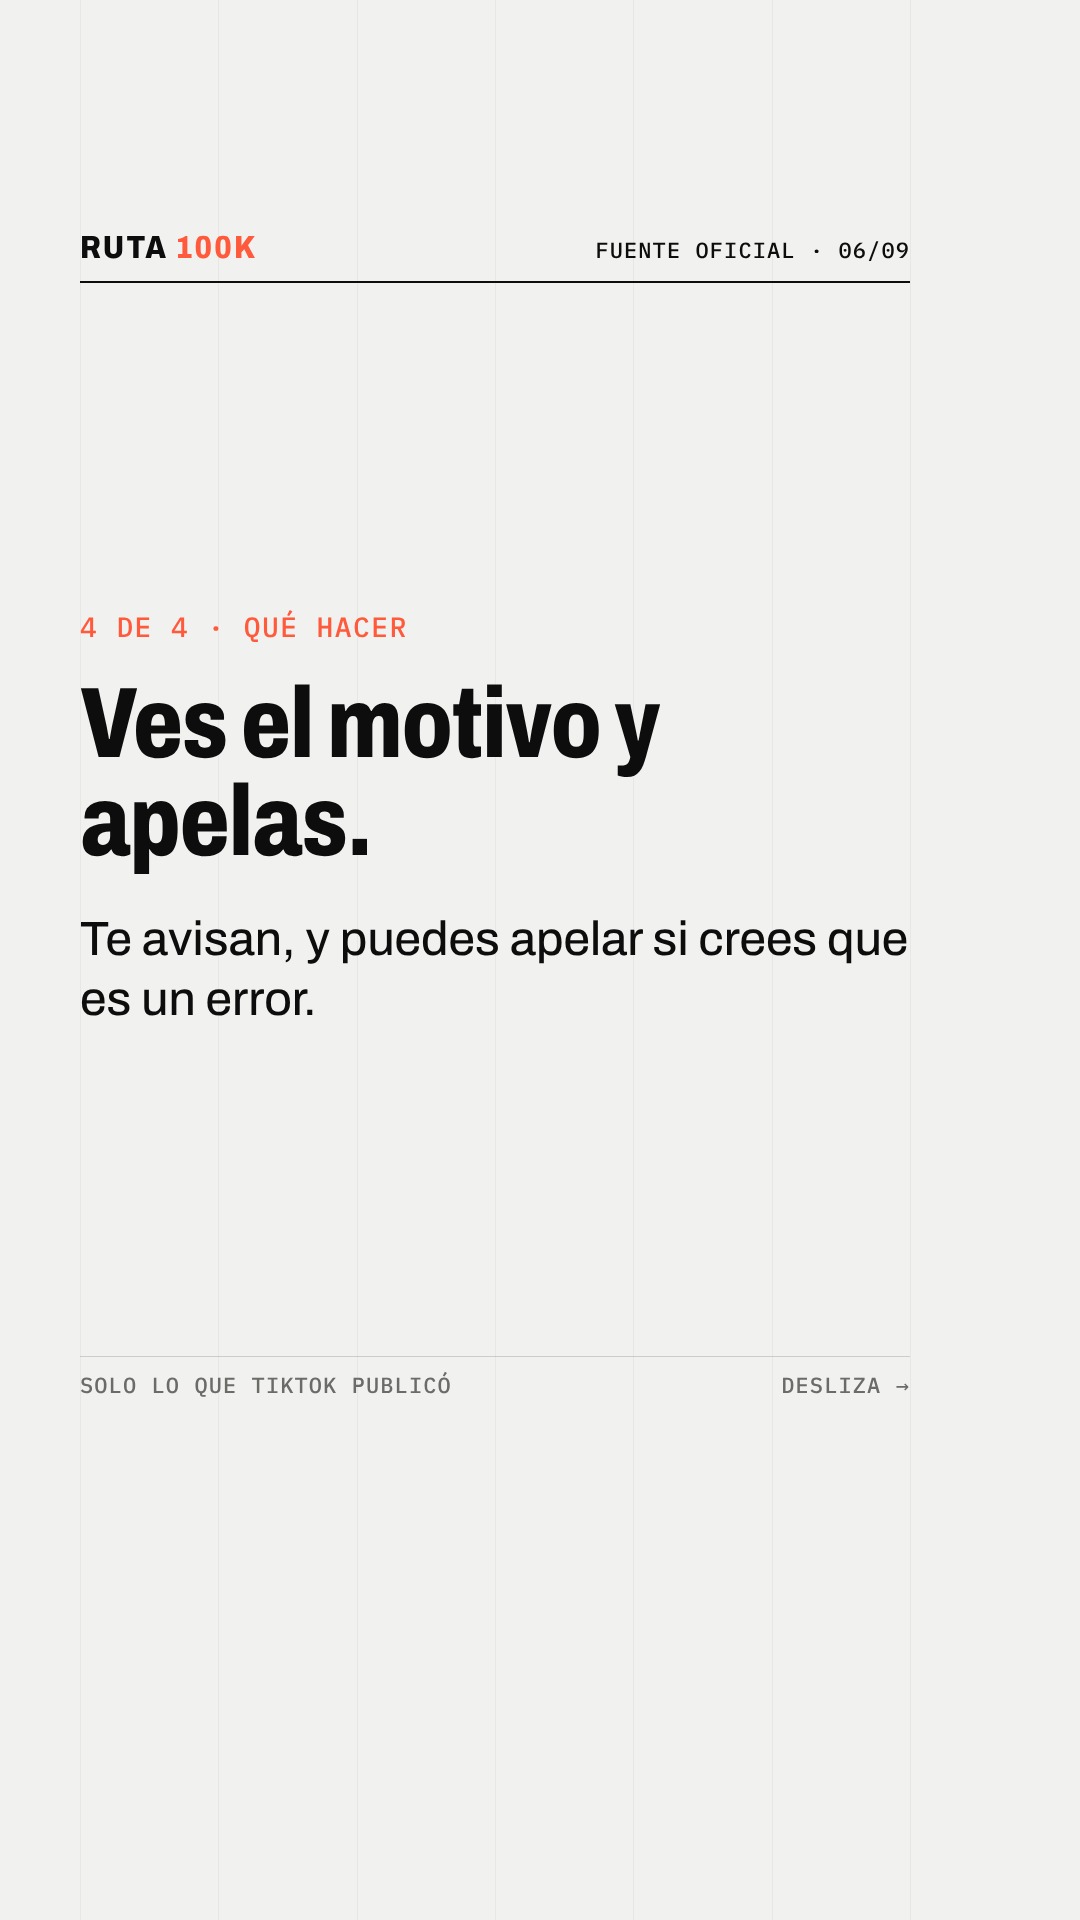 RUTA 100K
FUENTE OFICIAL · 06/09
4 DE 4 · QUÉ HACER
Ves el motivo y
apelas.
Te avisan, y puedes apelar si crees que
es un error.
SOLO LO QUE TIKTOK PUBLICÓ
DESLIZA →